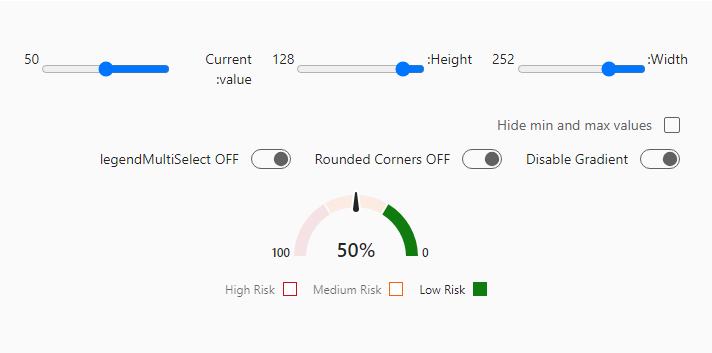 50
Current
:value
128
:Height
252
:Width
Hide min and max values
legendMultiSelect OFF
Rounded Corners OFF
Disable Gradient
100
50%
0
High Risk
Medium Risk
Low Risk